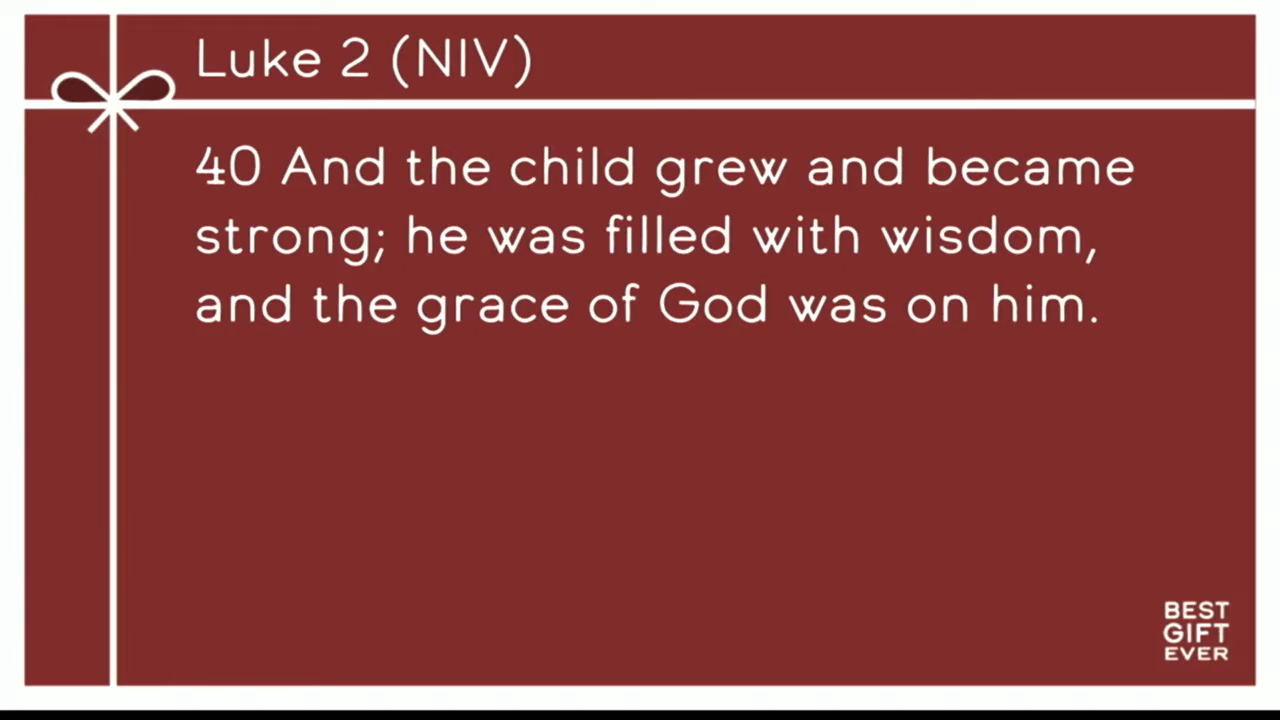 Luke 2 (NIV)
40 And the child grew and became
strong; he was filled with wisdom,
and the grace of God was on him.
BEST
GIFT
EVER